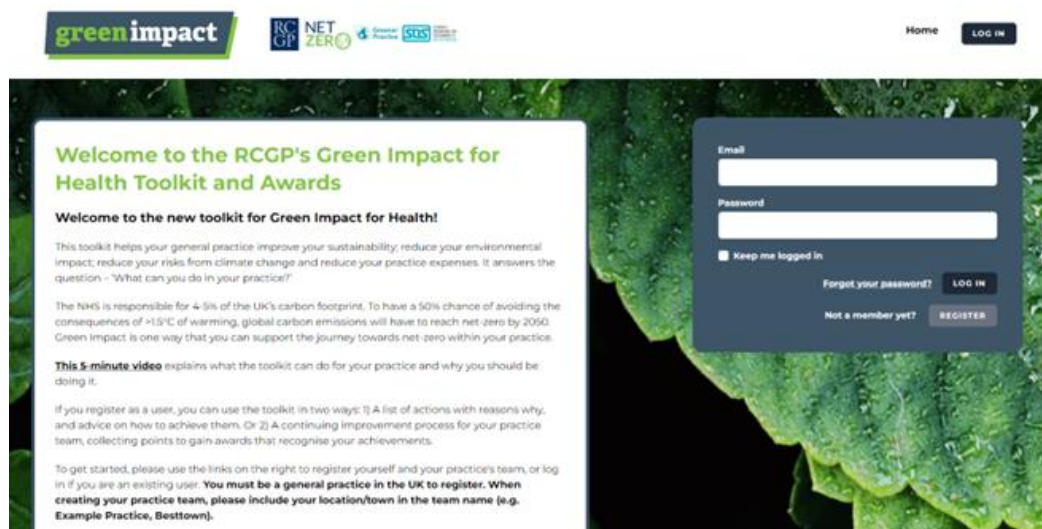 greenimpact
RC
GP
NET
ZERO
Greener
Practice
SOS
Home
LOG IN
Welcome to the RCGP's Green Impact for
Health Toolkit and Awards
Welcome to the new toolkit for Green Impact for Health!
This toolkit helps your general practice improve your sustainability; reduce your environmental
impact; reduce your risks from climate change and reduce your practice expenses. It answers the
question – 'What can you do in your practice?'
The NHS is responsible for 4-5% of the UK's carbon footprint. To have a 50% chance of avoiding the
consequences of >1.5°C of warming, global carbon emissions will have to reach net-zero by 2050.
Green Impact is one way that you can support the journey towards net-zero within your practice.
This 5-minute video explains what the toolkit can do for your practice and why you should be
doing it.
If you register as a user, you can use the toolkit in two ways: 1) A list of actions with reasons why,
and advice on how to achieve them. Or 2) A continuing improvement process for your practice
team, collecting points to gain awards that recognise your achievements.
To get started, please use the links on the right to register yourself and your practice's team, or log
in if you are an existing user. You must be a general practice in the UK to register. When
creating your practice team, please include your location/town in the team name (e.g.
Example Practice, Besttown).
Email
Password
Keep me logged in
Forgot your password?
LOG IN
Not a member yet?
REGISTER